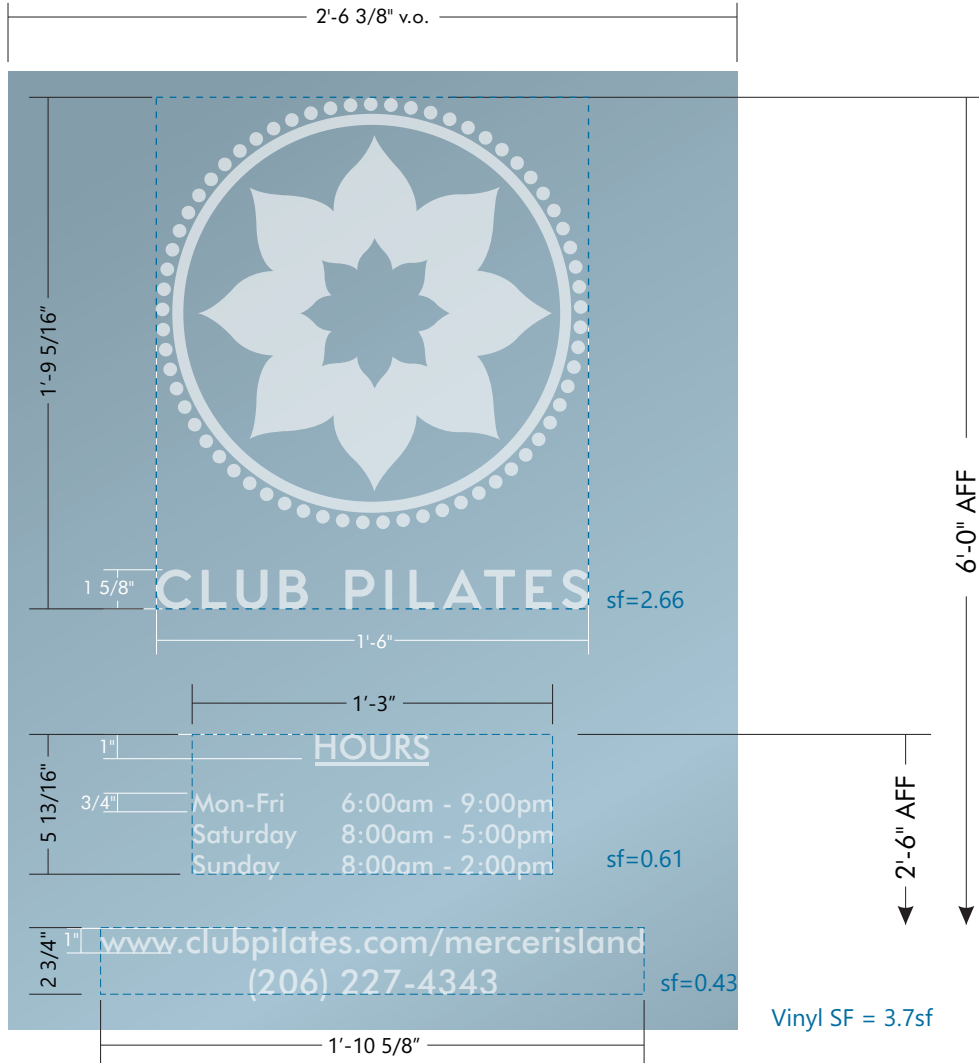 2'-6 3/8" v.o.
1'-9 5/16"
6'-0" AFF
1 5/8"
CLUB PILATES
sf=2.66
1'-6"
1'-3"
1"
HOURS
5 13/16"
3/4"
Mon-Fri 6:00am - 9:00pm
Saturday 8:00am - 5:00pm
Sunday 8:00am - 2:00pm
sf=0.61
2'-6" AFF
2 3/4"
1"
www.clubpilates.com/mercerisland
(206) 227-4343
sf=0.43
Vinyl SF = 3.7sf
1'-10 5/8"